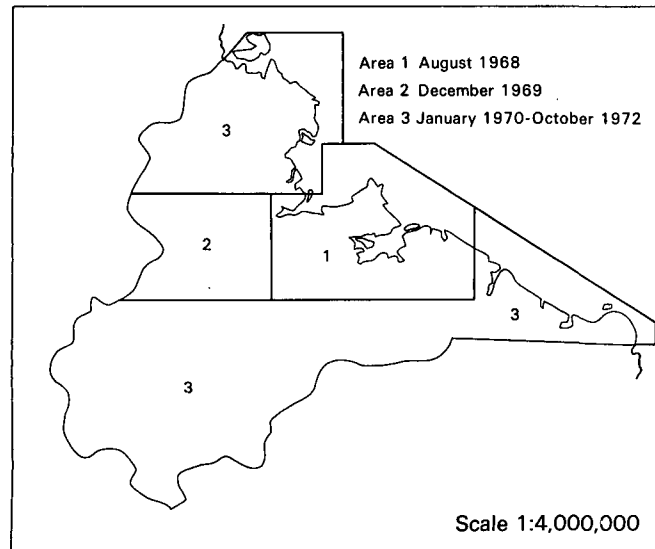 Area 1 August 1968
Area 2 December 1969
Area 3 January 1970-October 1972
3
2
1
3
3
Scale 1:4,000,000